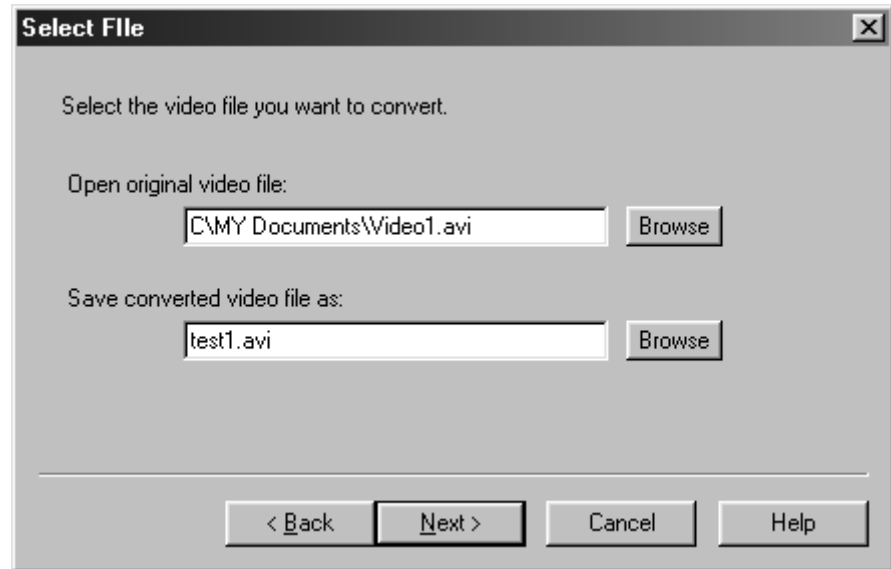 Select FIle
Select the video file you want to convert.
Open original video file:
C\MY Documents\Video1.avi Browse
Save converted video file as:
test1.avi Browse
< Back Next > Cancel Help